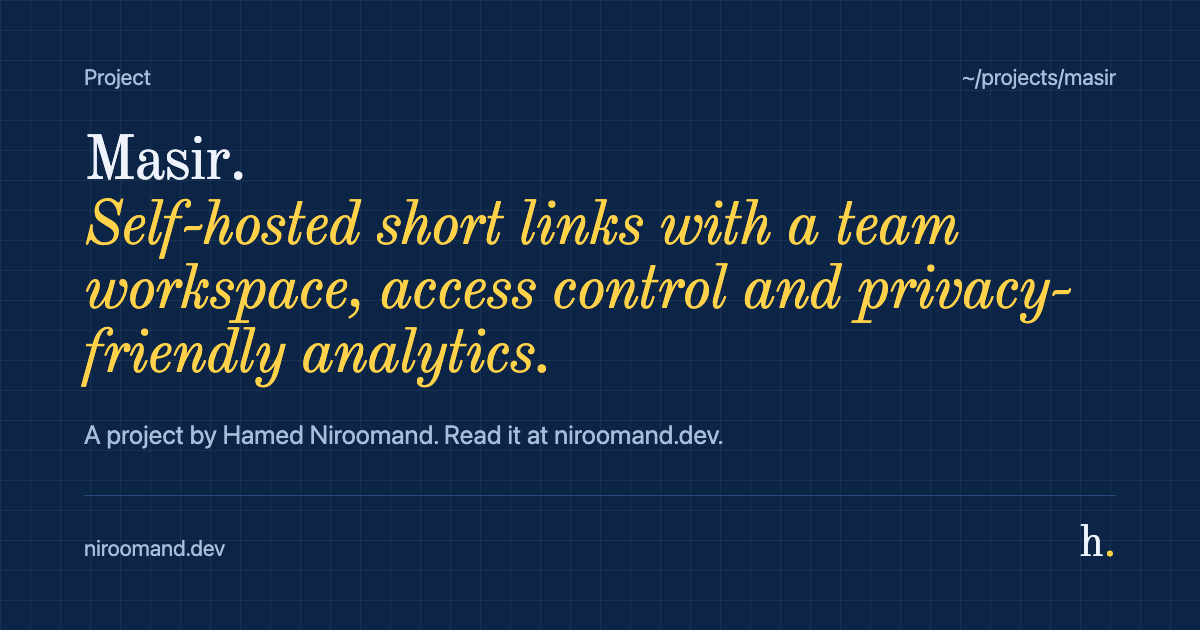 Project
~/projects/masir
Masir.
Self-hosted short links with a team
workspace, access control and privacy-
friendly analytics.
A project by Hamed Niroomand. Read it at niroomand.dev.
niroomand.dev
h.